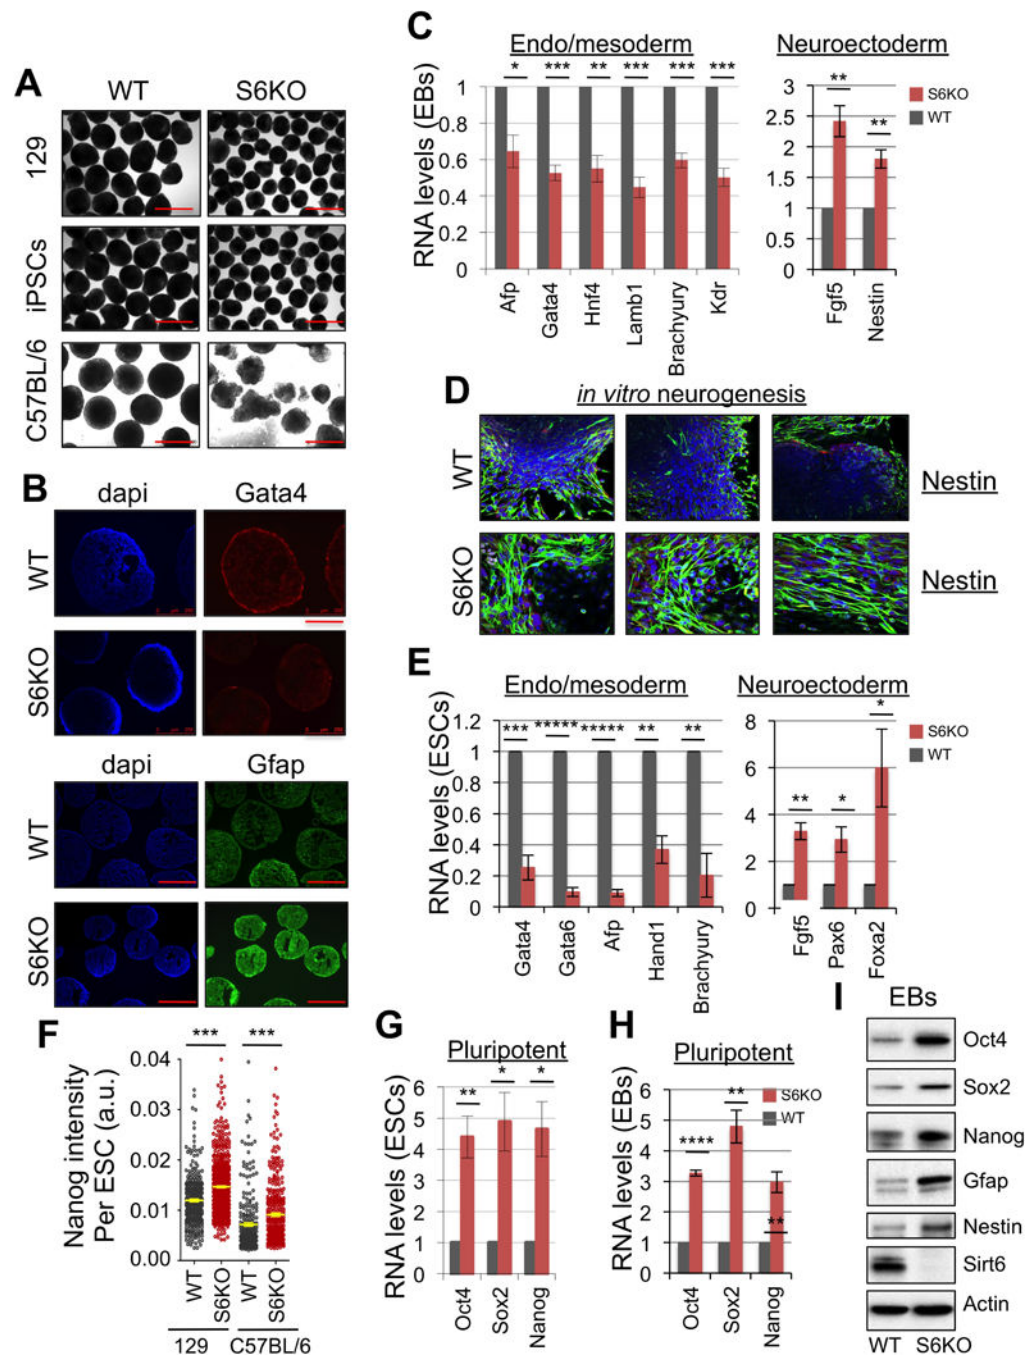 A
WT S6KO
129
iPSCs
C57BL/6
B
dapi Gata4
WT
S6KO
dapi Gfap
WT
S6KO
C
Endo/mesoderm
* *** ** *** *** ***
RNA levels (EBs)
1
0.8
0.6
0.4
0.2
0
Afp
Gata4
Hnf4
Lamb1
Brachyury
Kdr
Neuroectoderm
**
**
3
2.5
2
1.5
1
0.5
0
Fgf5
Nestin
S6KO
WT
D
in vitro neurogenesis
WT
Nestin
S6KO
Nestin
E
Endo/mesoderm
*** ***** ***** ** **
RNA levels (ESCs)
1.2
1
0.8
0.6
0.4
0.2
0
Gata4
Gata6
Afp
Hand1
Brachyury
Neuroectoderm
** * *
8
6
4
2
0
Fgf5
Pax6
Foxa2
S6KO
WT
F
*** ***
Nanog intensity
Per ESC (a.u.)
0.04
0.03
0.02
0.01
0.00
WT
S6KO
WT
S6KO
129 C57BL/6
G
Pluripotent
** * *
RNA levels (ESCs)
6
5
4
3
2
1
0
Oct4
Sox2
Nanog
H
Pluripotent
**** ** **
RNA levels (EBs)
6
5
4
3
2
1
0
Oct4
Sox2
Nanog
S6KO
WT
I
EBs
Oct4
Sox2
Nanog
Gfap
Nestin
Sirt6
Actin
WT S6KO